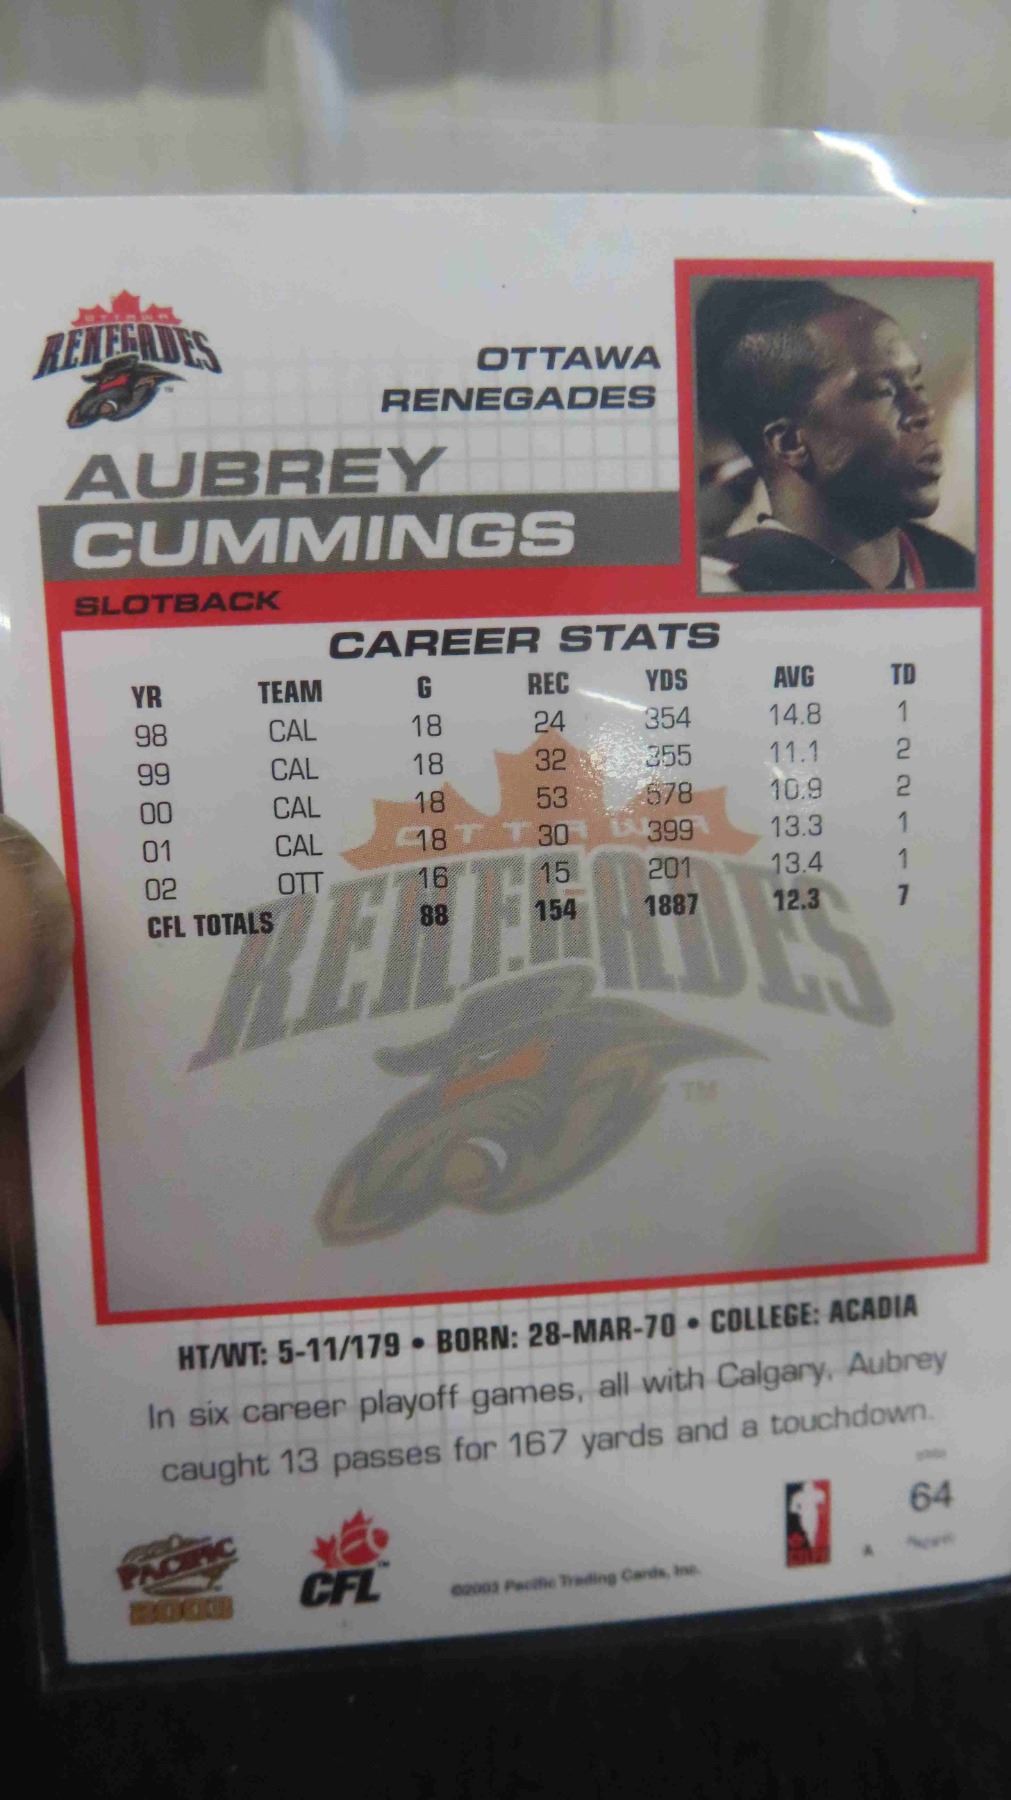 OTTAWA
RENEGADES
OTTAWA
RENEGADES
AUBREY
CUMMINGS
SLOTBACK
CAREER STATS
YR TEAM G REC YDS AVG TD
98 CAL 18 24 354 14.8 1
99 CAL 18 32 355 11.1 2
00 CAL 18 53 578 10.9 2
01 CAL 18 30 399 13.3 1
02 OTT 16 15 201 13.4 1
CFL TOTALS 88 154 1887 12.3 7
OTTAWA
RENEGADES
TM
HT/WT: 5-11/179 • BORN: 28-MAR-70 • COLLEGE: ACADIA
In six career playoff games, all with Calgary, Aubrey
caught 13 passes for 167 yards and a touchdown.
PACIFIC
2003
CFL
©2003 Pacific Trading Cards, Inc.
A
64